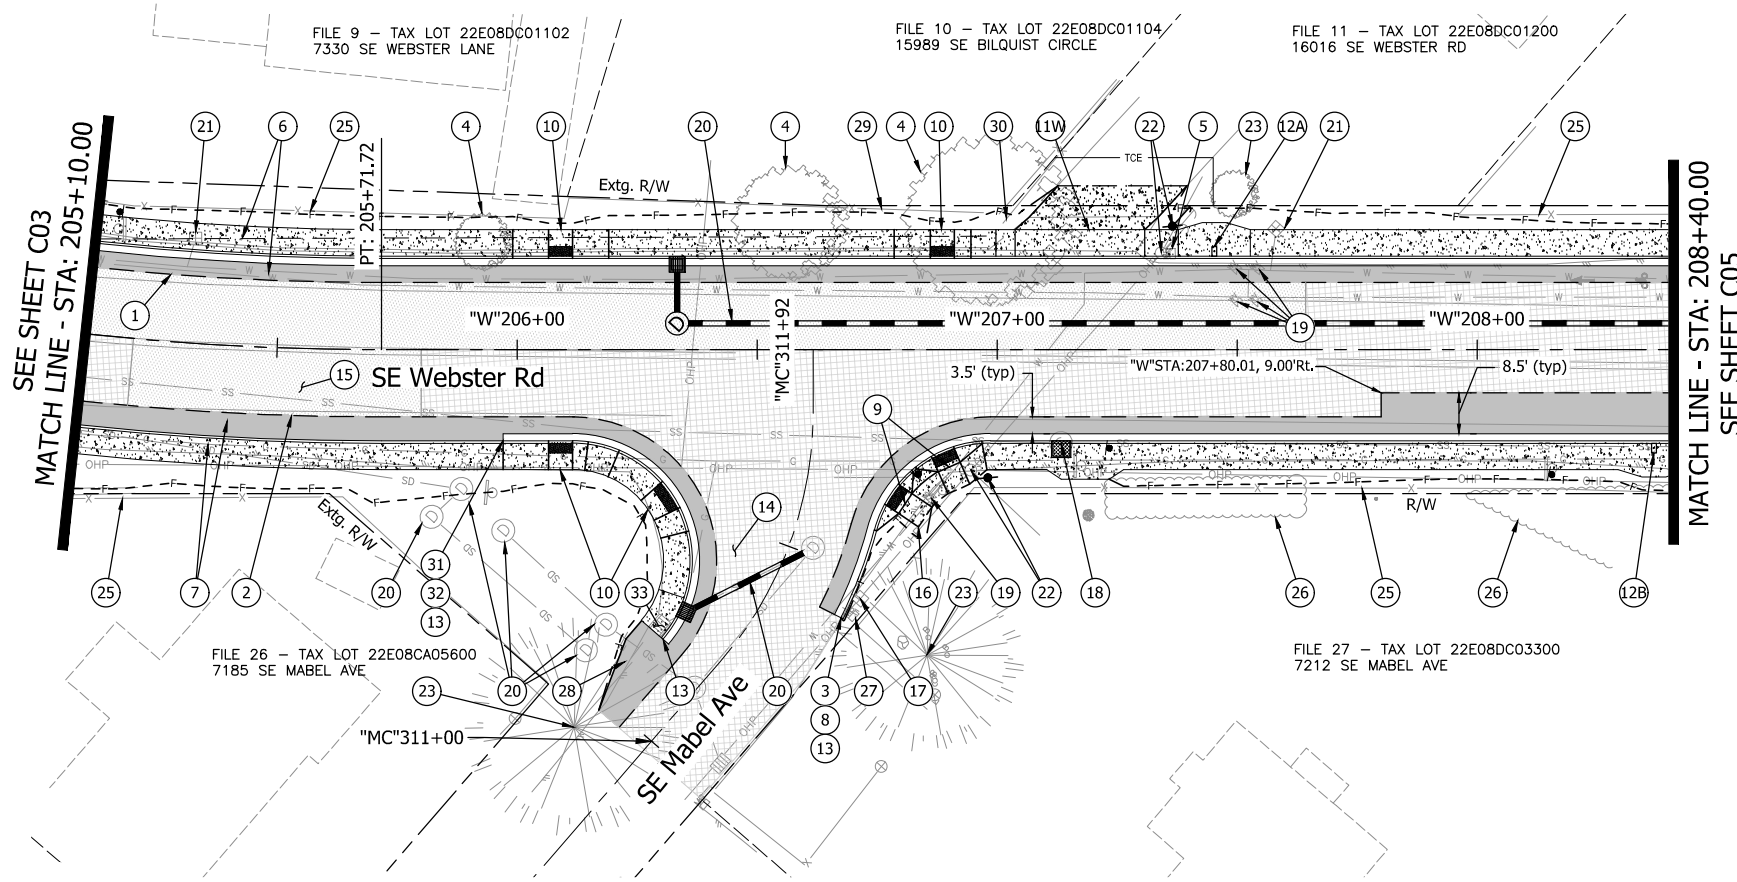 FILE 9 – TAX LOT 22E08DC01102
7330 SE WEBSTER LANE
FILE 10 – TAX LOT 22E08DC01104
15989 SE BILQUIST CIRCLE
FILE 11 – TAX LOT 22E08DC01200
16016 SE WEBSTER RD
21
6
25
4
10
20
4
29
4
10
30
11W
22
5
23
12A
21
25
TCE
Extg. R/W
PT: 205+71.72
SEE SHEET C03
MATCH LINE - STA: 205+10.00
MATCH LINE - STA: 208+40.00
SEE SHEET C05
1
"W"206+00
"MC"311+92
"W"207+00
19
"W"208+00
15
SE Webster Rd
3.5' (typ)
"W"STA:207+80.01, 9.00'Rt.
8.5' (typ)
9
14
Extg. R/W
R/W
25
7
2
20
31
32
13
10
33
16
23
19
22
18
26
25
26
12B
FILE 26 – TAX LOT 22E08CA05600
7185 SE MABEL AVE
FILE 27 – TAX LOT 22E08DC03300
7212 SE MABEL AVE
23
20
28
13
20
3
8
13
27
17
"MC"311+00
SE Mabel Ave